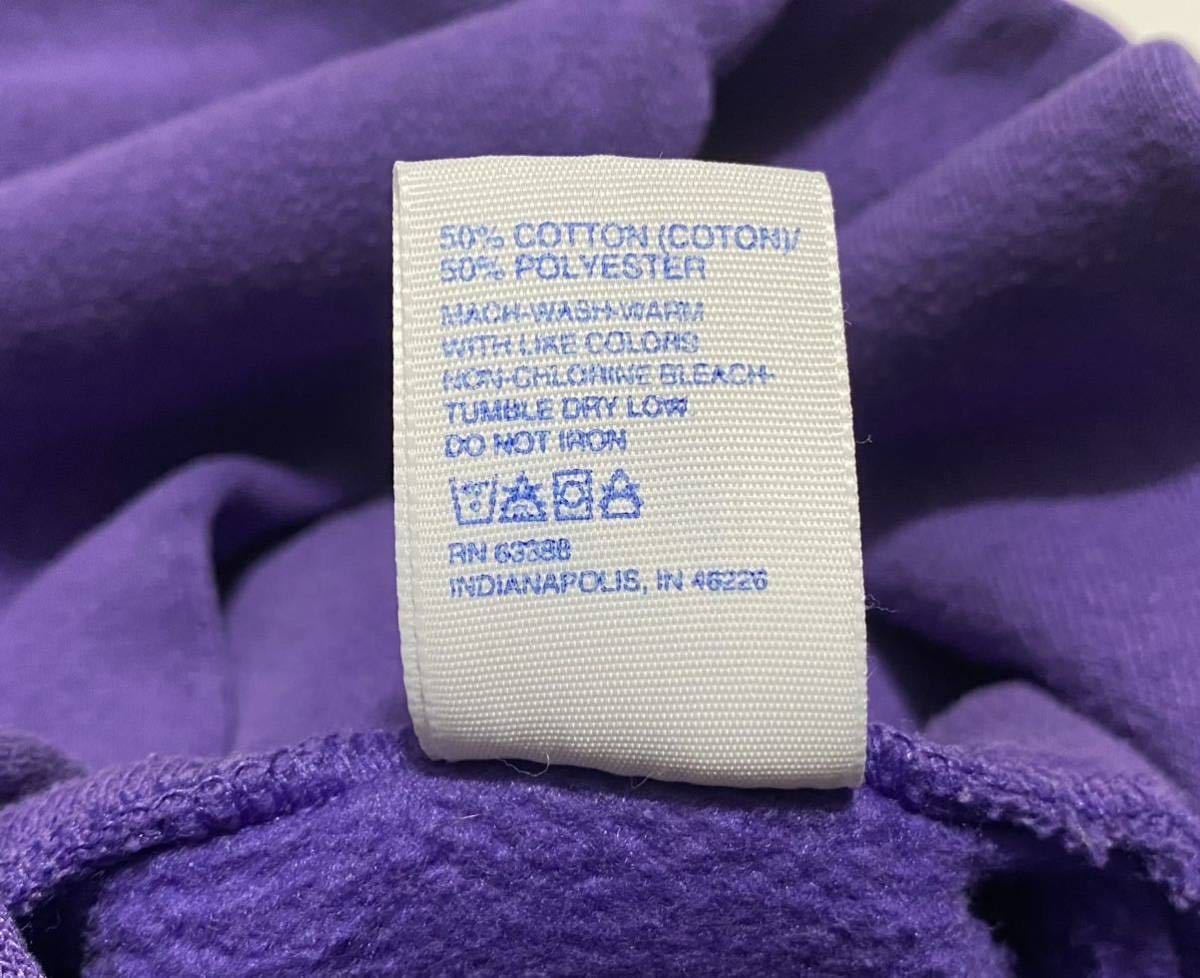 50% COTTON (COTON)/
50% POLYESTER
MACH-WASH-WARM
WITH LIKE COLORS
NON-CHLORINE BLEACH-
TUMBLE DRY LOW
DO NOT IRON
RN 63388
INDIANAPOLIS, IN 46226